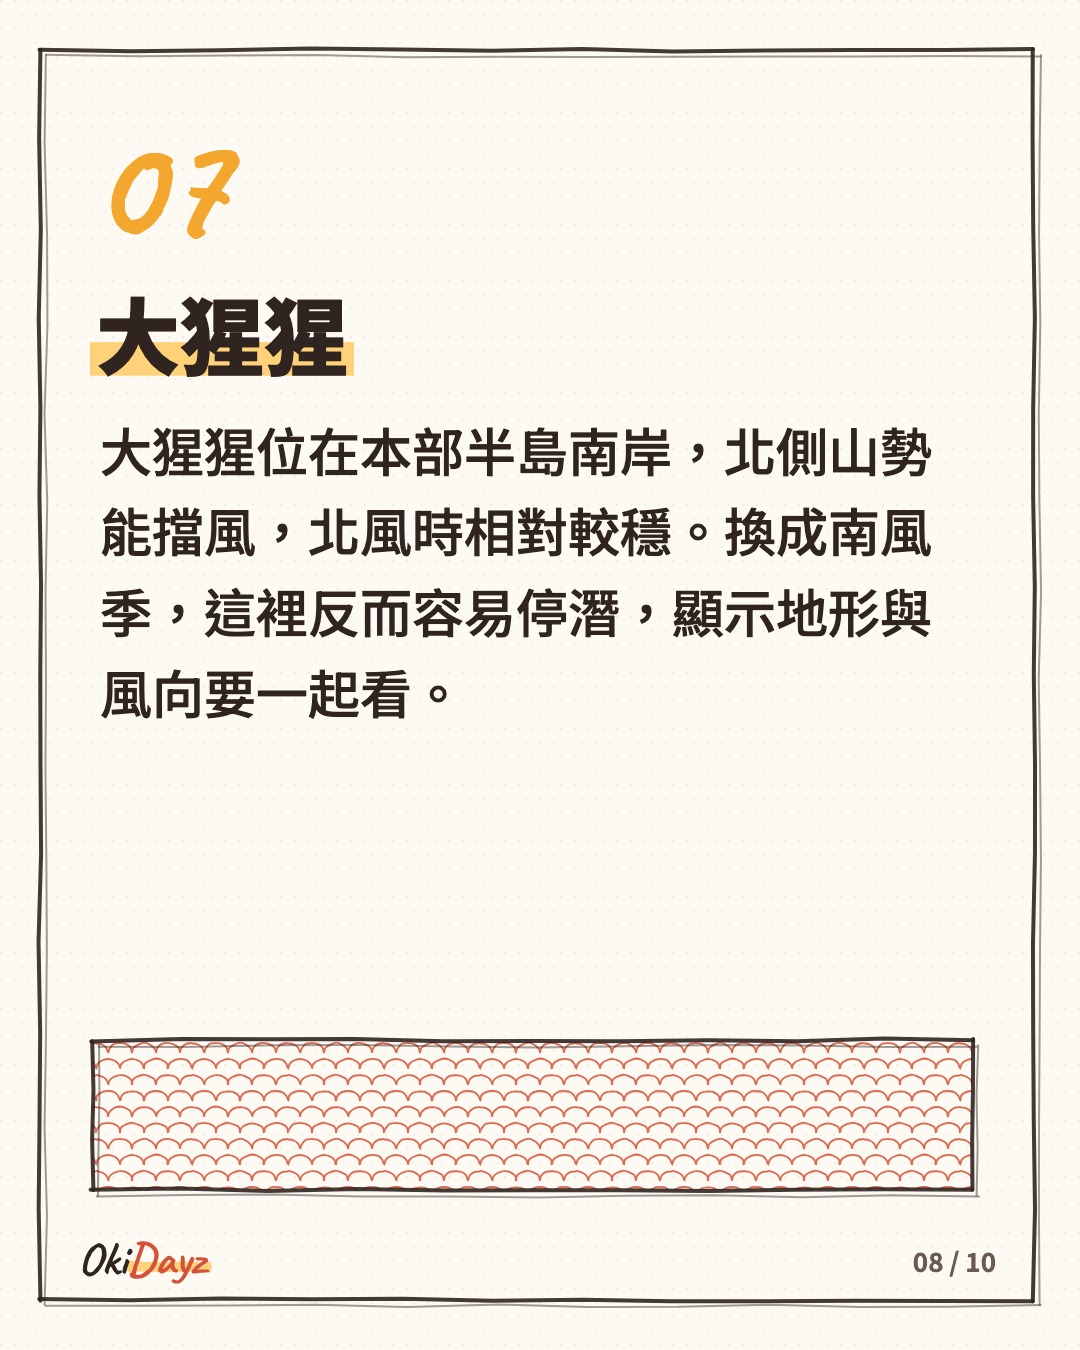 07
大猩猩
大猩猩位在本部半島南岸，北側山勢
能擋風，北風時相對較穩。換成南風
季，這裡反而容易停潛，顯示地形與
風向要一起看。
OkiDayz
08 / 10